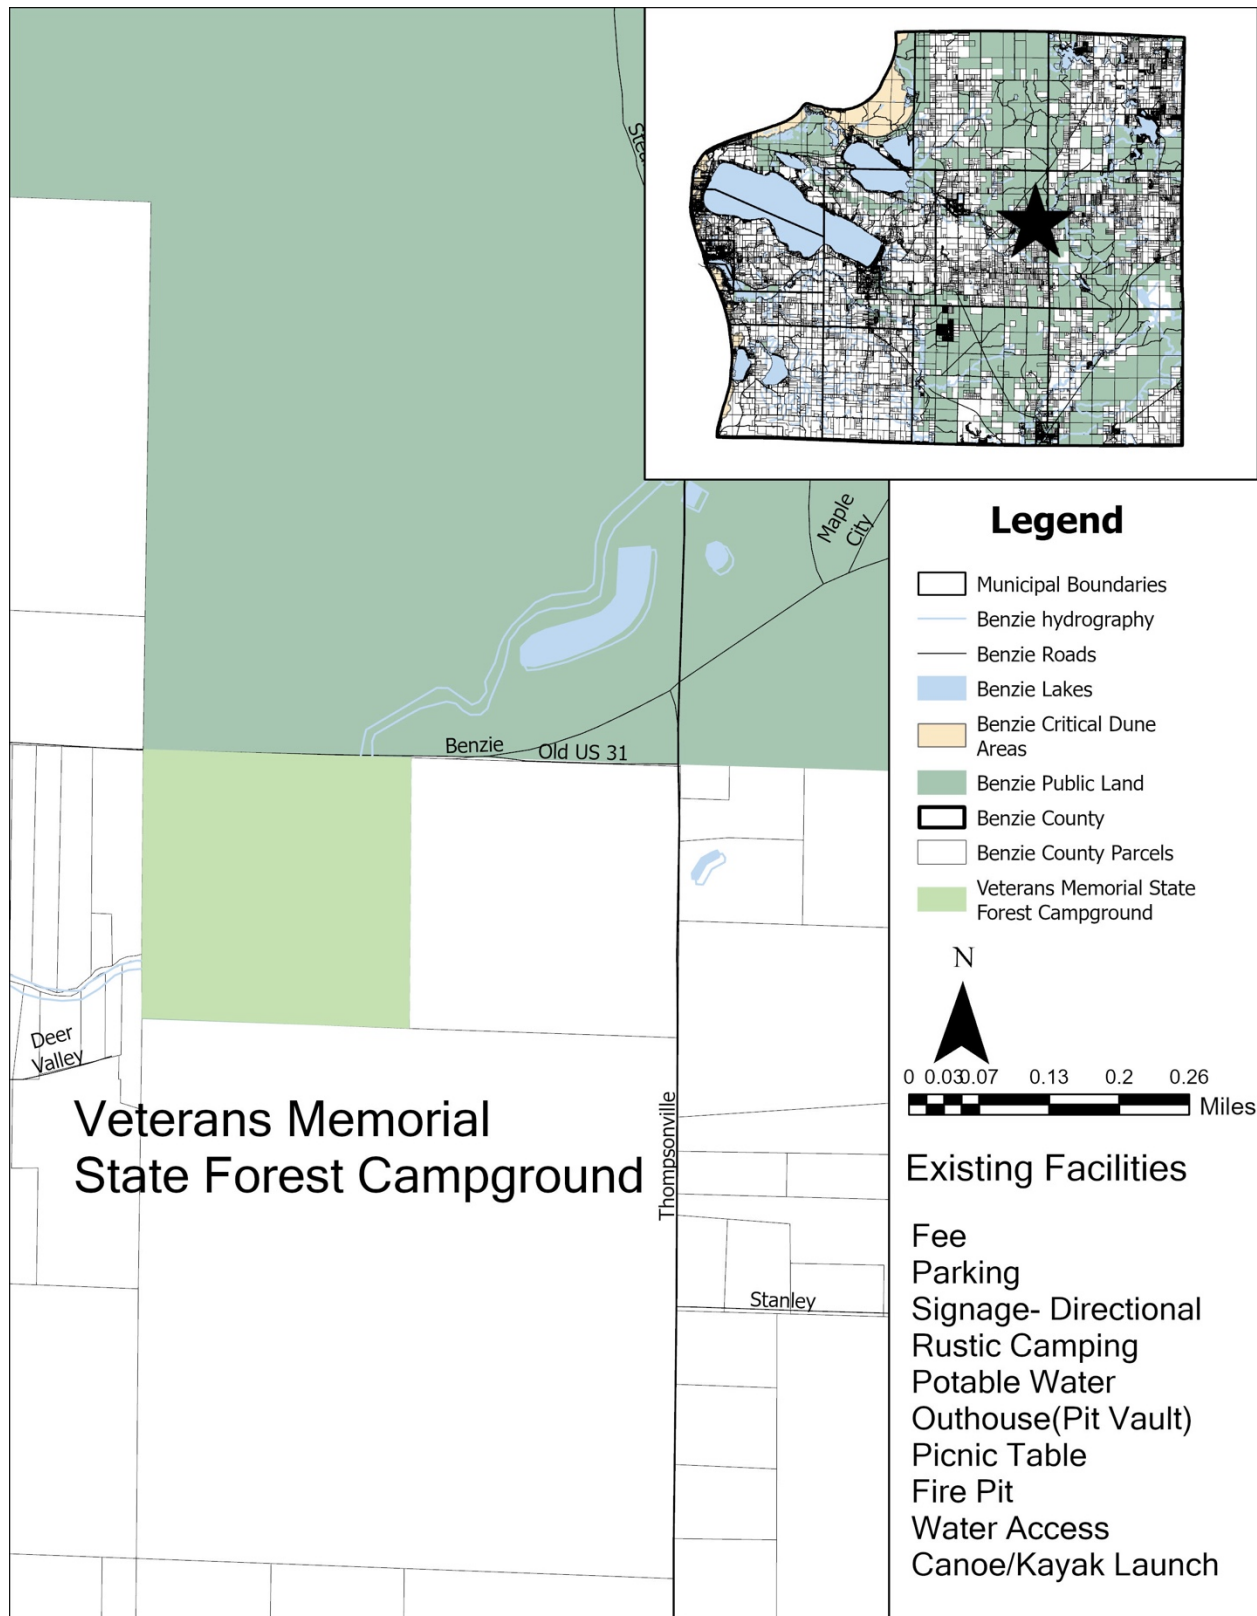 Maple
City
Benzie
Old US 31
Deer
Valley
Thompsonville
Stanley
Veterans Memorial
State Forest Campground
Legend
Municipal Boundaries
Benzie hydrography
Benzie Roads
Benzie Lakes
Benzie Critical Dune
Areas
Benzie Public Land
Benzie County
Benzie County Parcels
Veterans Memorial State
Forest Campground
N
0 0.03 0.07 0.13 0.2 0.26
Miles
Existing Facilities
Fee
Parking
Signage- Directional
Rustic Camping
Potable Water
Outhouse(Pit Vault)
Picnic Table
Fire Pit
Water Access
Canoe/Kayak Launch